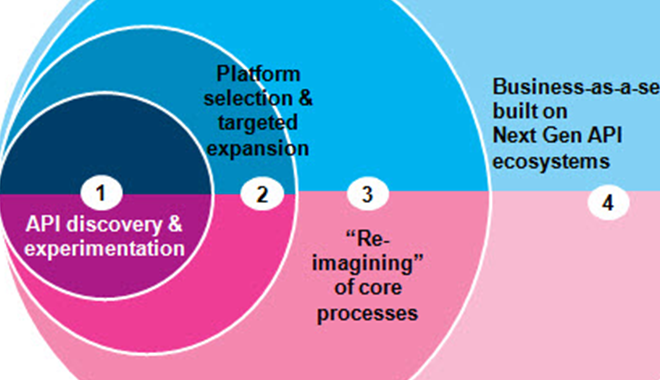 1
API discovery &
experimentation
Platform
selection &
targeted
expansion
2
3
“Re-
imagining”
of core
processes
Business-as-a-se
built on
Next Gen API
ecosystems
4